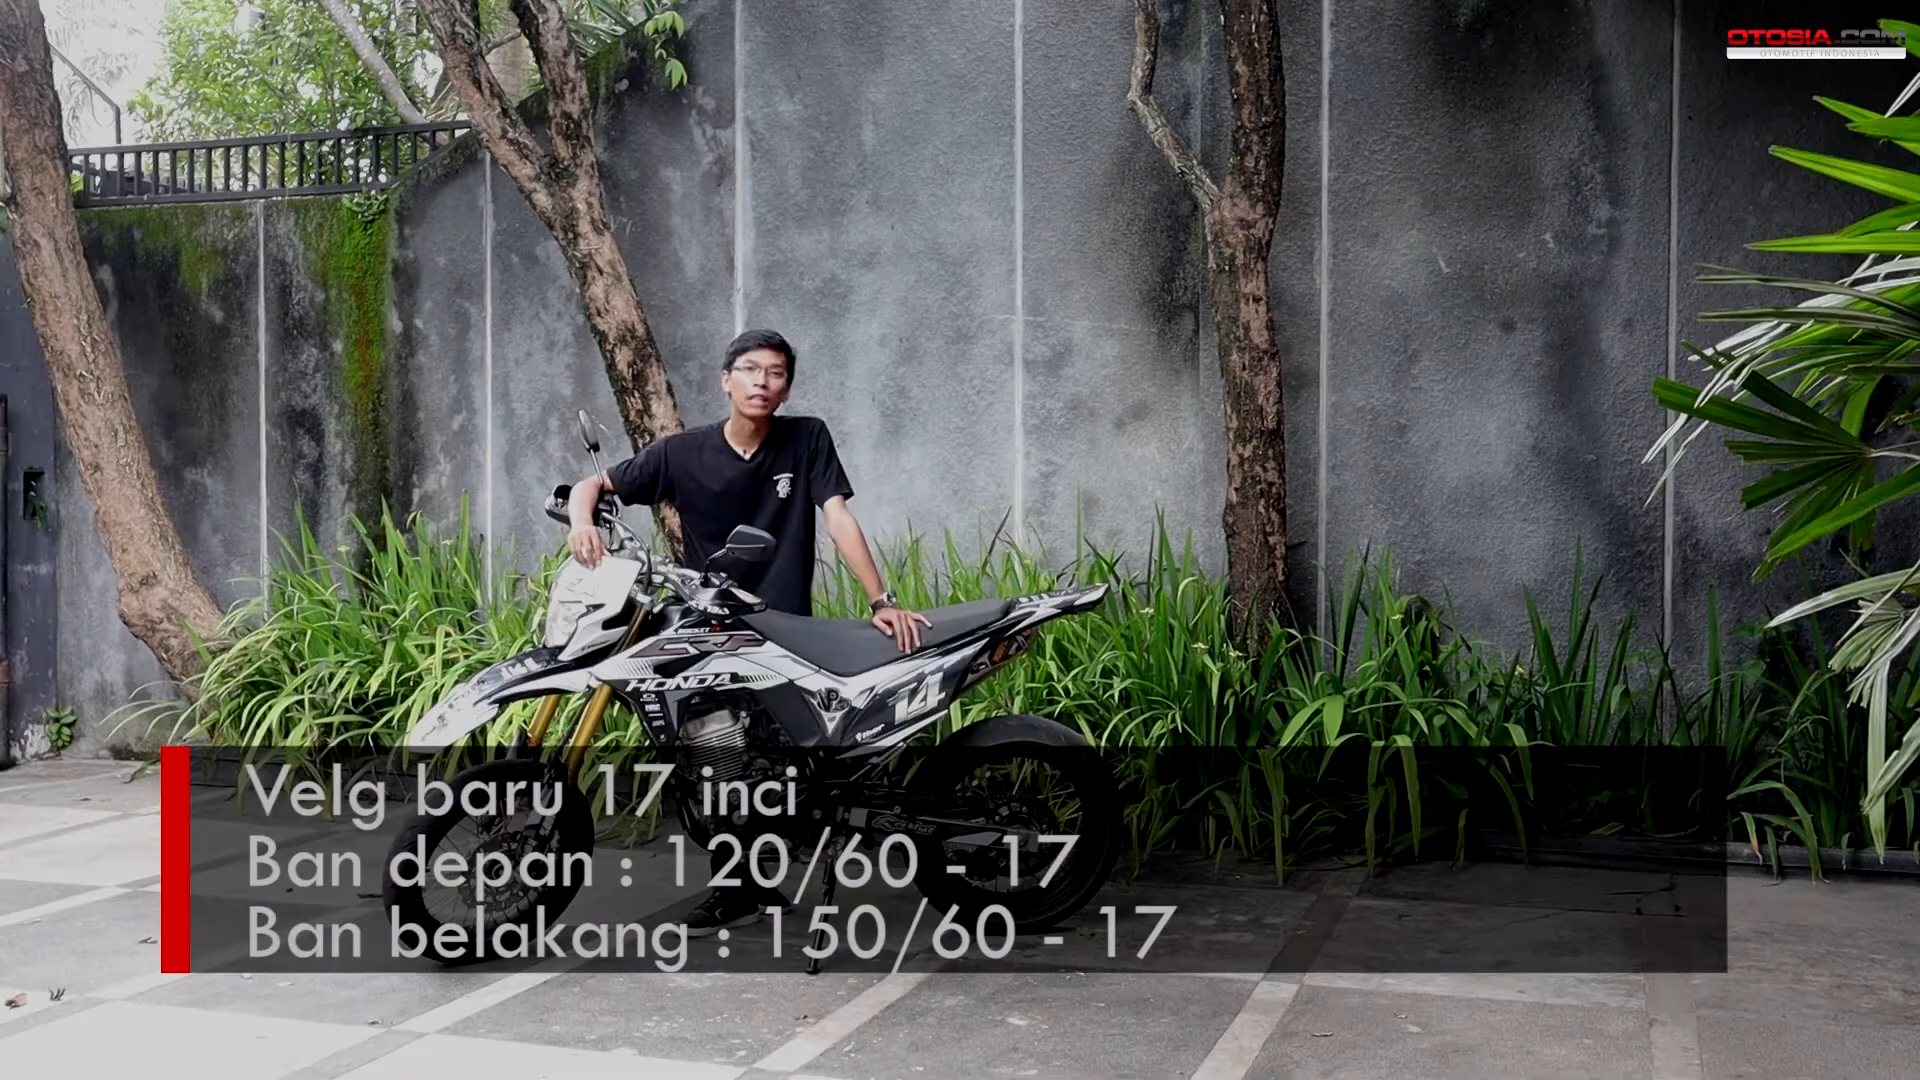 OTOSIA.COM
OTOMOTIF INDONESIA
HONDA
14
Velg baru 17 inci
Ban depan : 120/60 - 17
Ban belakang : 150/60 - 17